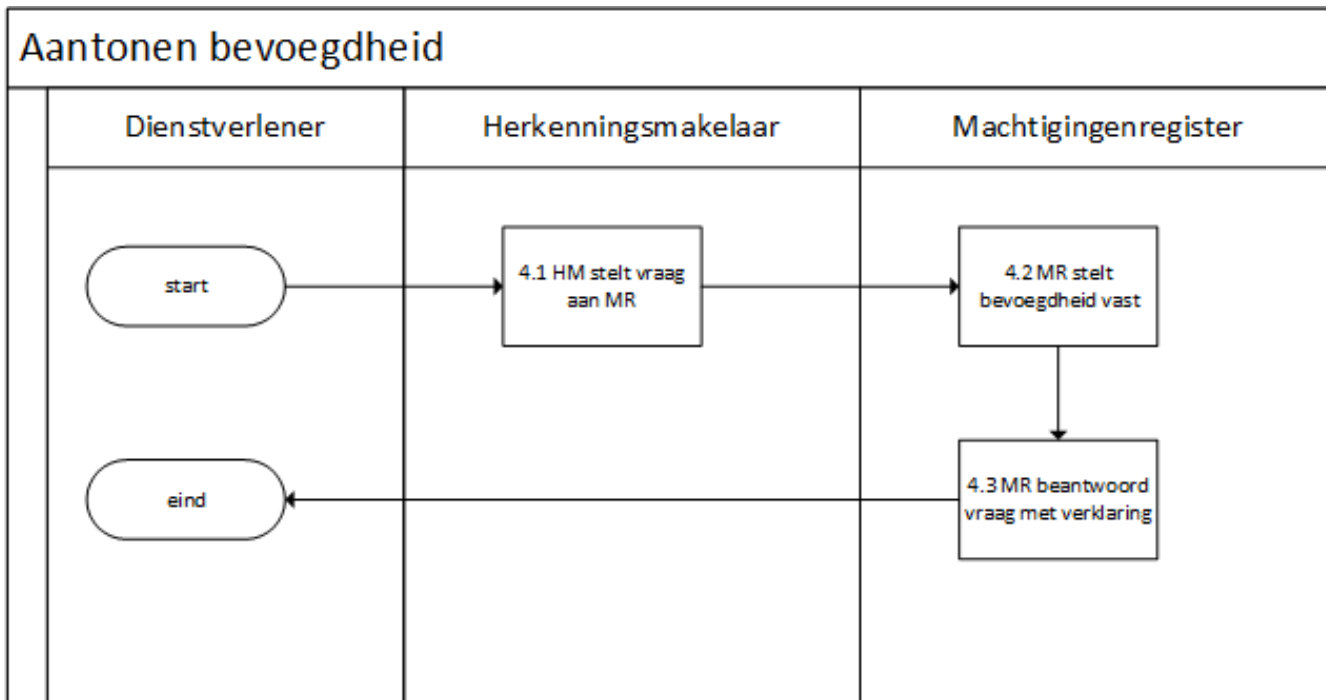 Aantonen bevoegdheid
Dienstverlener
Herkenningsmakelaar
Machtigingenregister
start
4.1 HM stelt vraag
aan MR
4.2 MR stelt
bevoegdheid vast
eind
4.3 MR beantwoord
vraag met verklaring